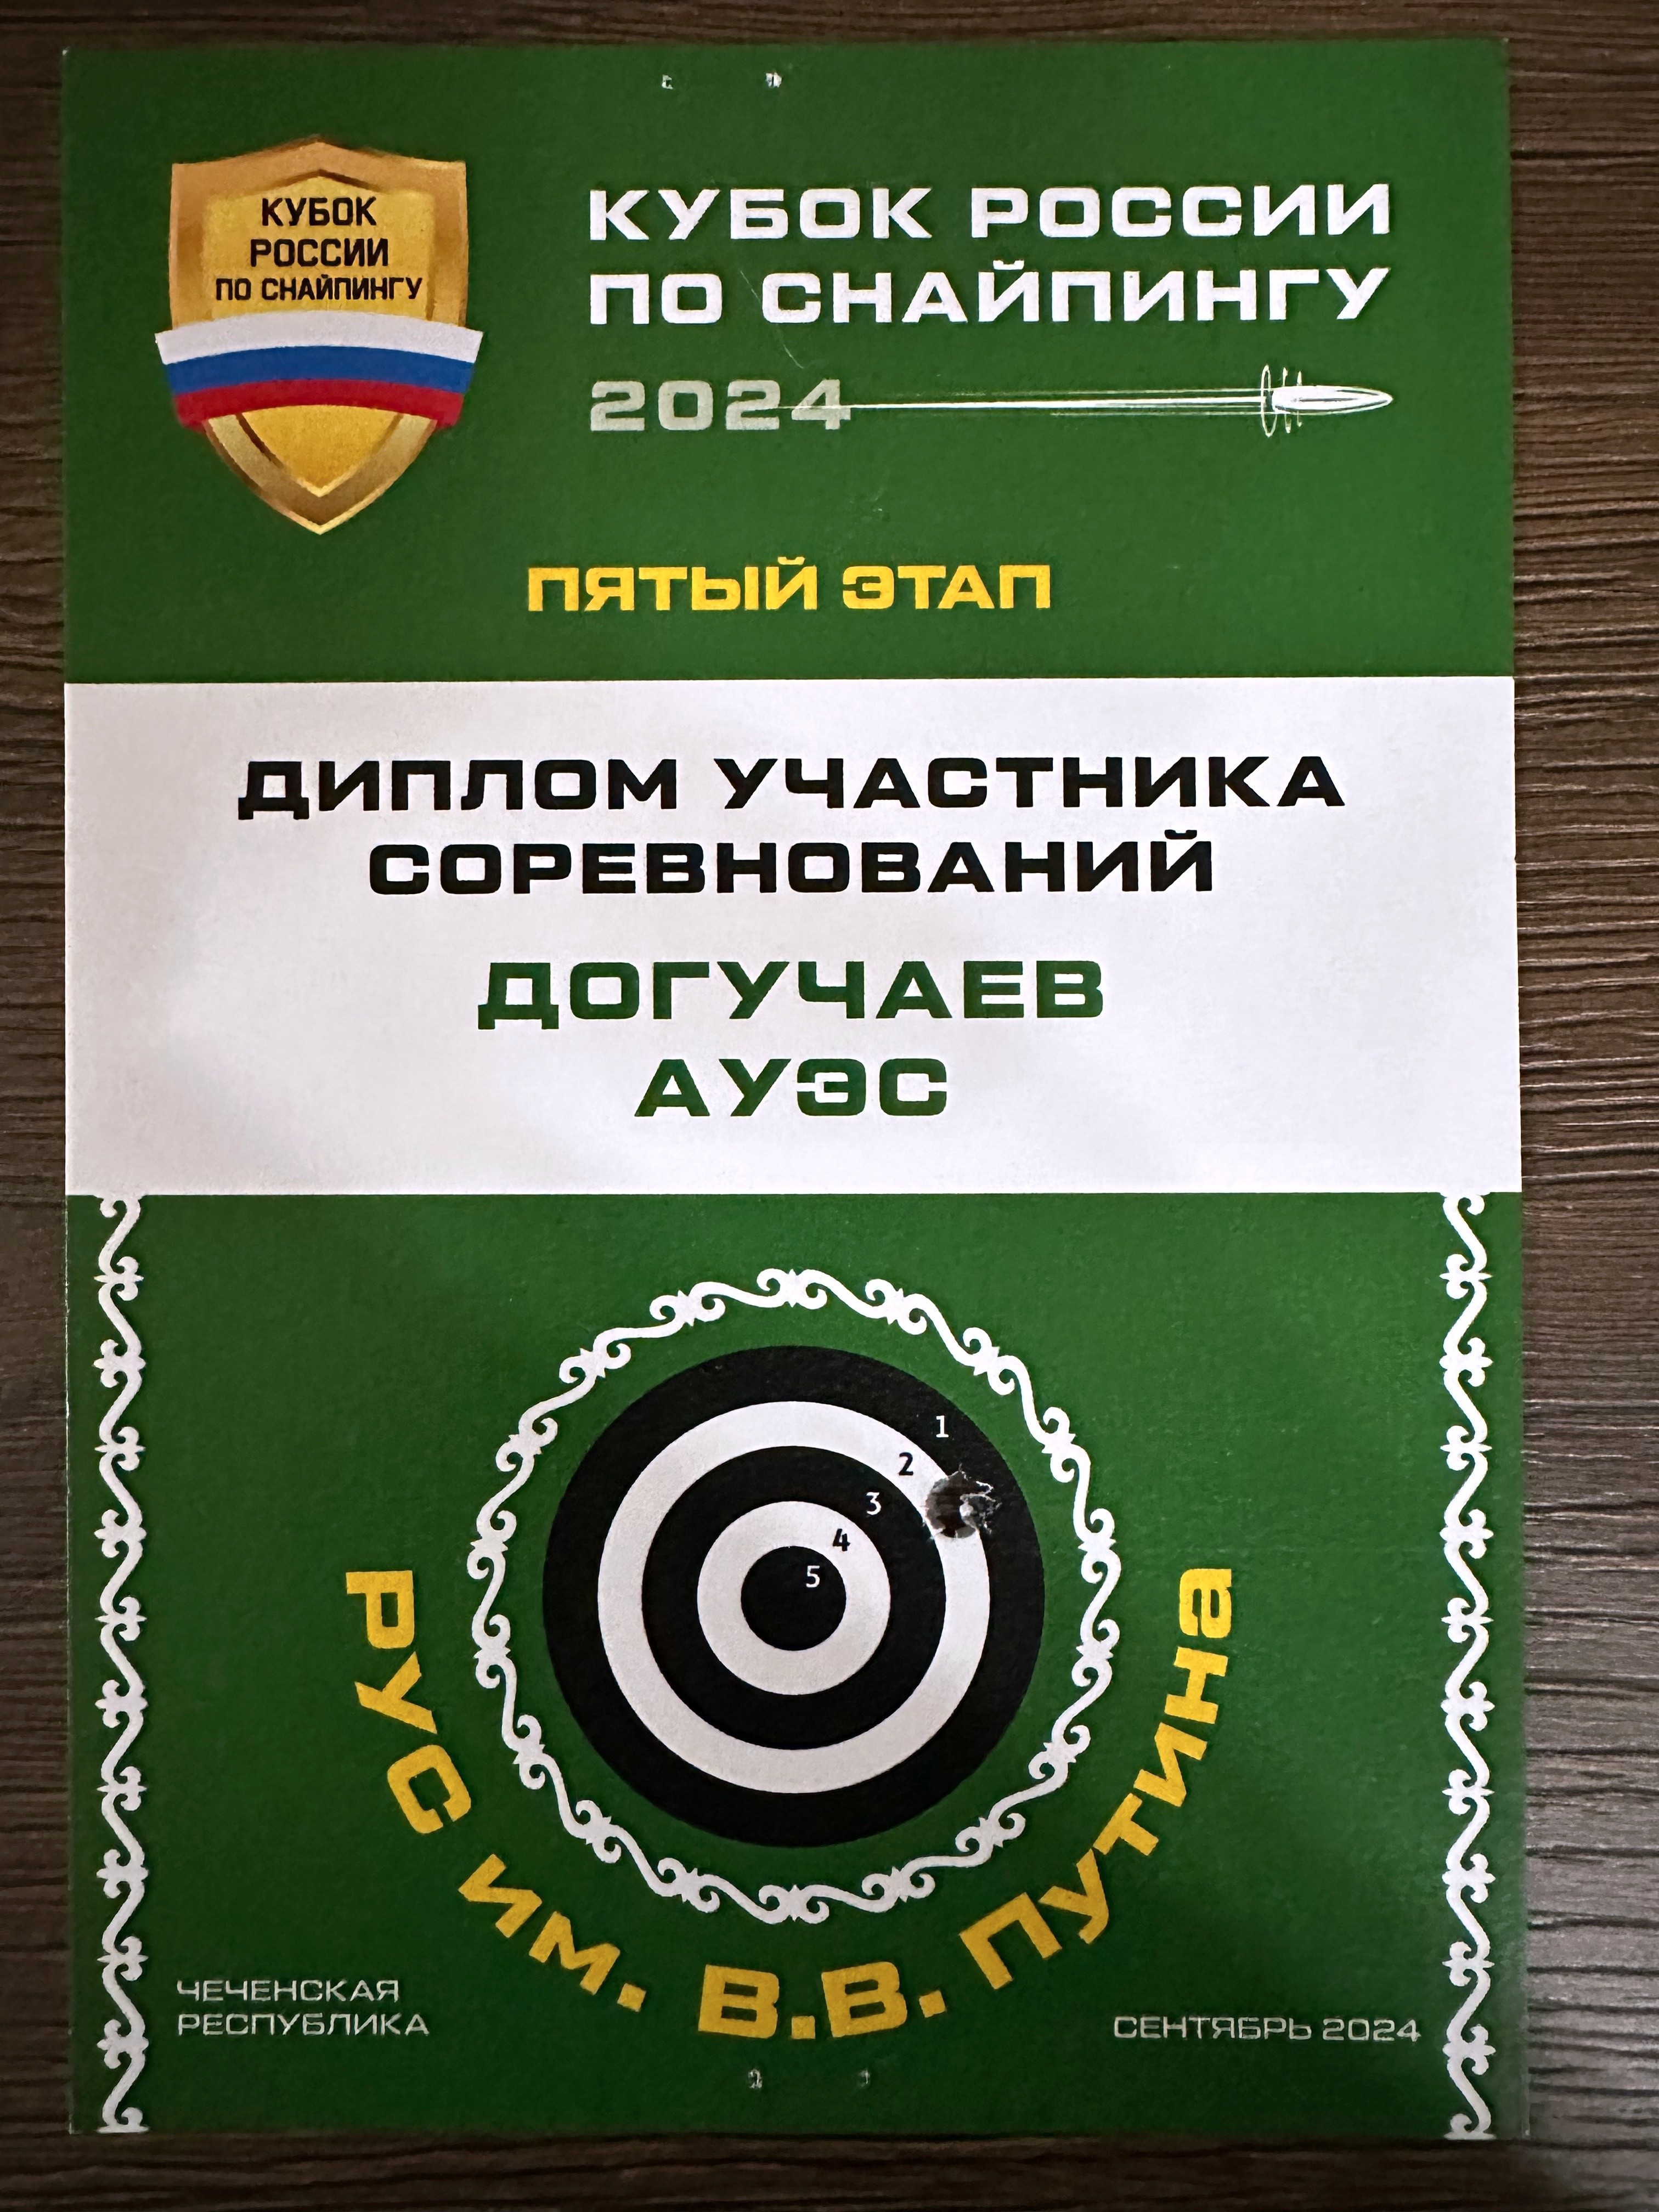 КУБОК
РОССИИ
ПО СНАЙПИНГУ
КУБОК РОССИИ
ПО СНАЙПИНГУ
2024
ПЯТЫЙ ЭТАП
ДИПЛОМ УЧАСТНИКА
СОРЕВНОВАНИЙ
ДОГУЧАЕВ
АУЭС
1
2
3
4
5
РУС им. В.В. Путина
ЧЕЧЕНСКАЯ
РЕСПУБЛИКА
СЕНТЯБРЬ 2024